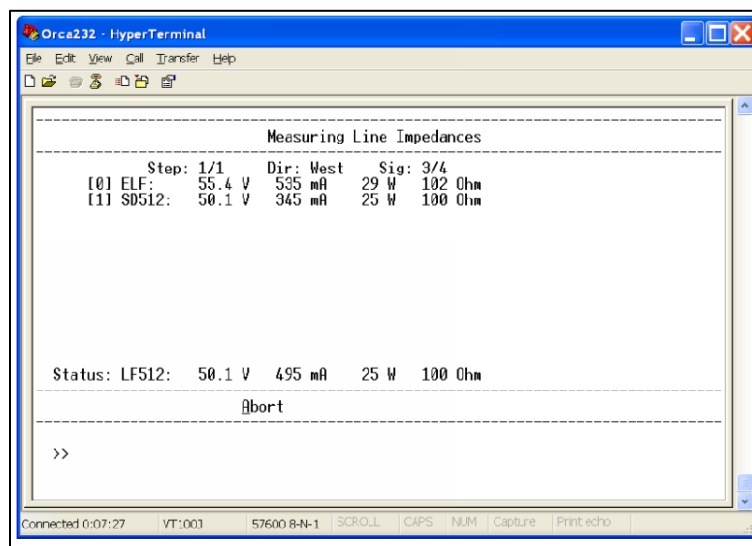 Orca232 - HyperTerminal
File Edit View Call Transfer Help
Measuring Line Impedances
Step: 1/1 Dir: West Sig: 3/4
[0] ELF: 55.4 V 535 mA 29 W 102 Ohm
[1] SD512: 50.1 V 345 mA 25 W 100 Ohm
Status: LF512: 50.1 V 495 mA 25 W 100 Ohm
Abort
>>
Connected 0:07:27 VT100J 57600 8-N-1 SCROLL CAPS NUM Capture Print echo